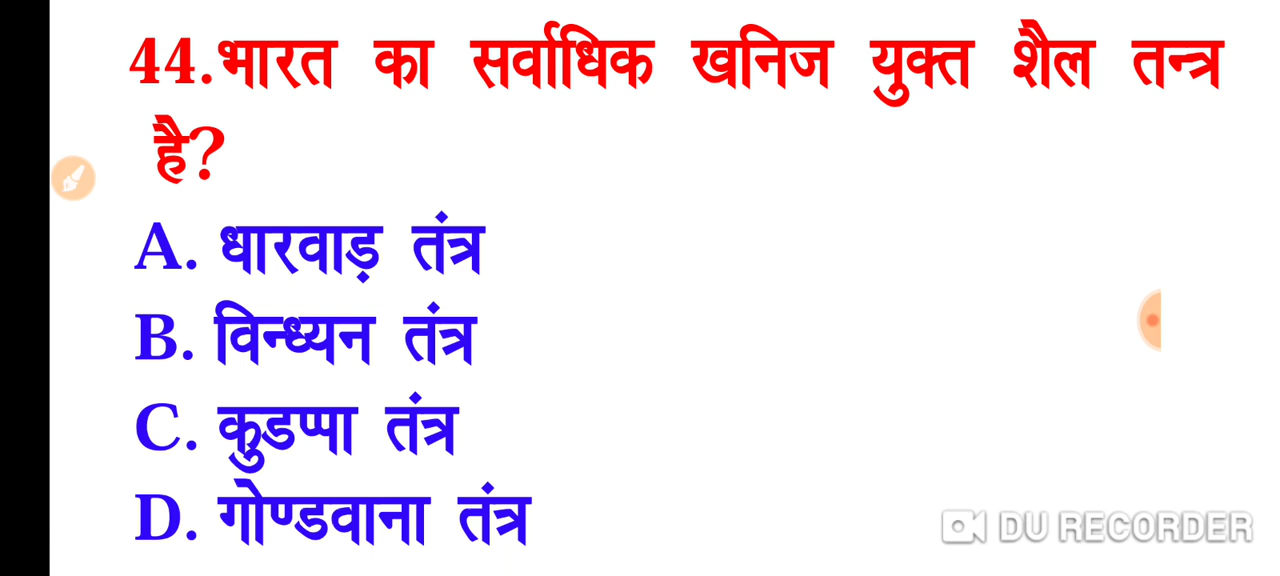 44.भारत का सर्वाधिक खनिज युक्त शैल तन्त्र
है?
A. धारवाड़ तंत्र
B. विन्ध्यन तंत्र
C. कुडप्पा तंत्र
D. गोण्डवाना तंत्र
DU RECORDER